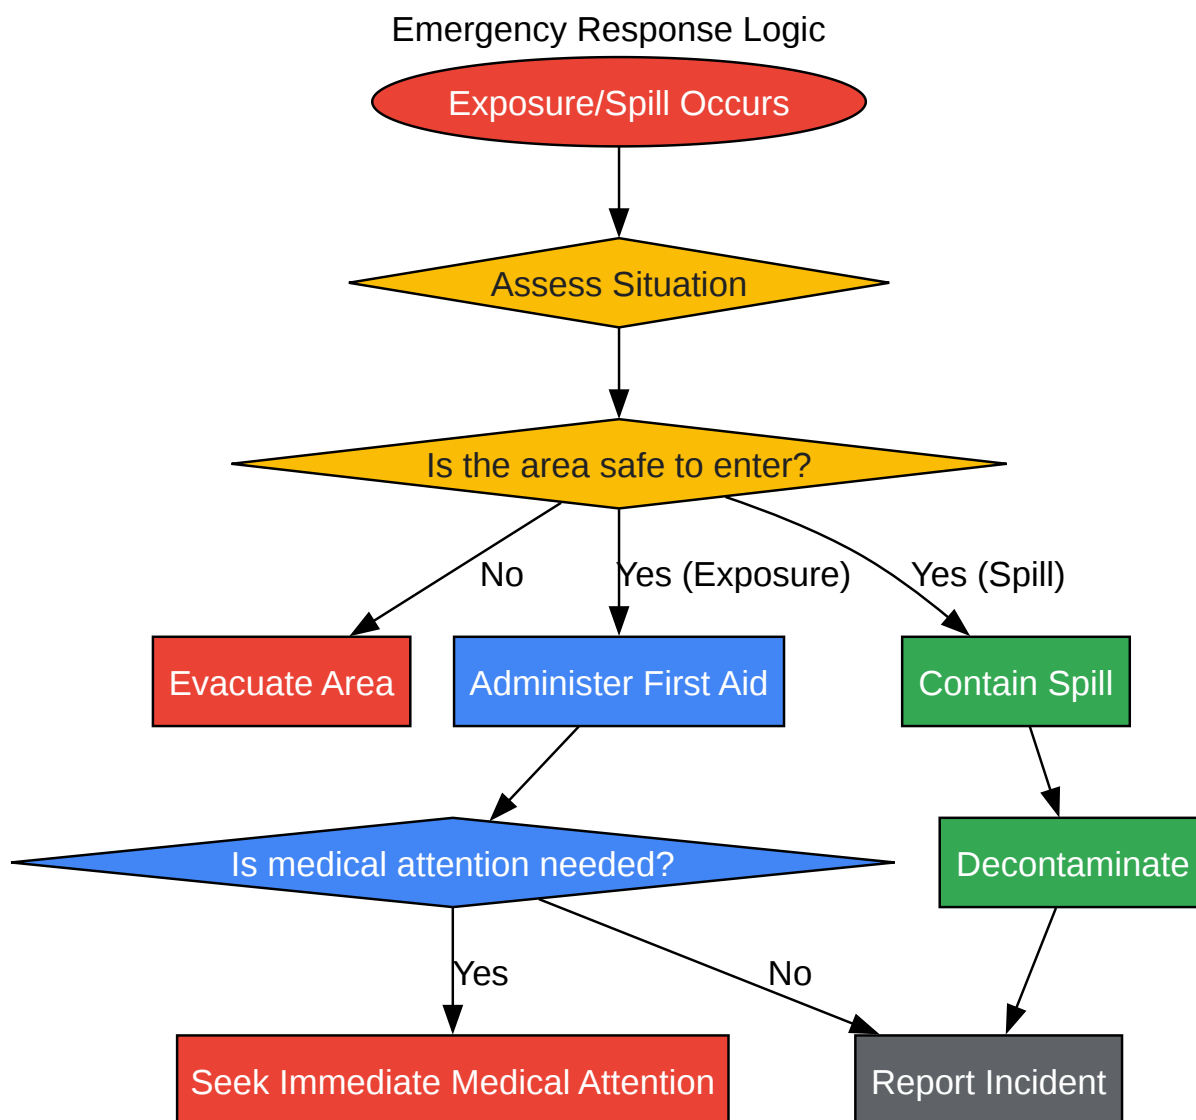 Emergency Response Logic
Exposure/Spill Occurs
Assess Situation
Is the area safe to enter?
No
Yes (Exposure)
Yes (Spill)
Evacuate Area
Administer First Aid
Contain Spill
Is medical attention needed?
Decontaminate
Yes
No
Seek Immediate Medical Attention
Report Incident